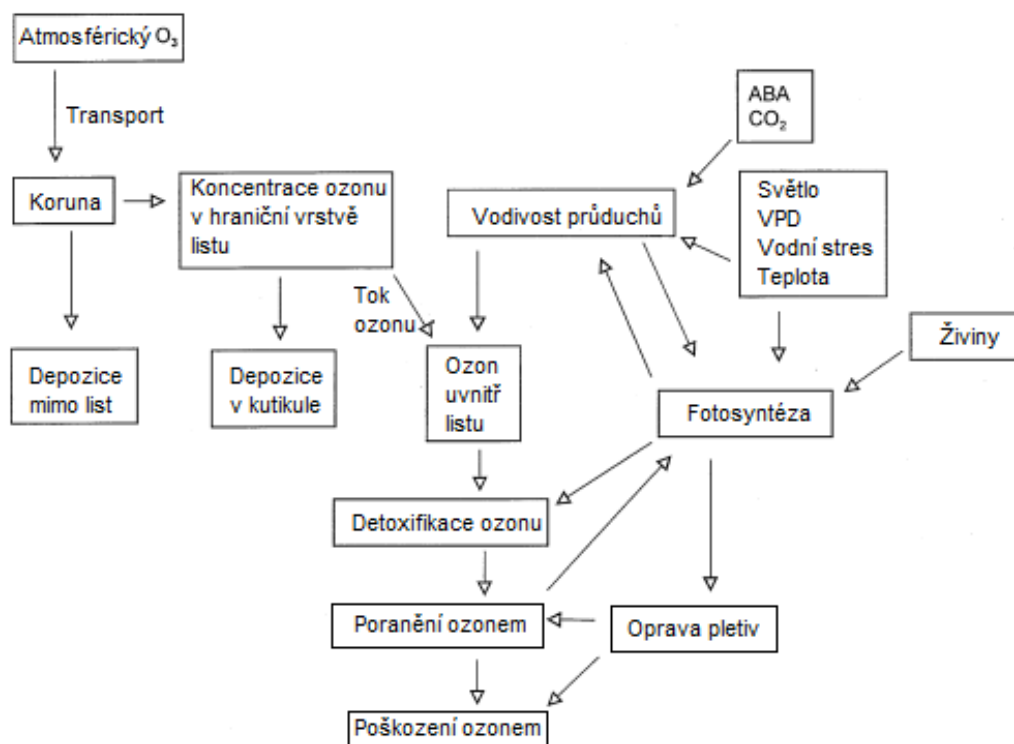 Atmosférický O₃
Transport
ABA
CO₂
Koruna
Koncentrace ozonu
v hraniční vrstvě
listu
Vodivost průduchů
Světlo
VPD
Vodní stres
Teplota
Tok
ozonu
Živiny
Depozice
mimo list
Depozice
v kutikule
Ozon
uvnitř
listu
Fotosyntéza
Detoxifikace ozonu
Poranění ozonem
Oprava pletiv
Poškození ozonem